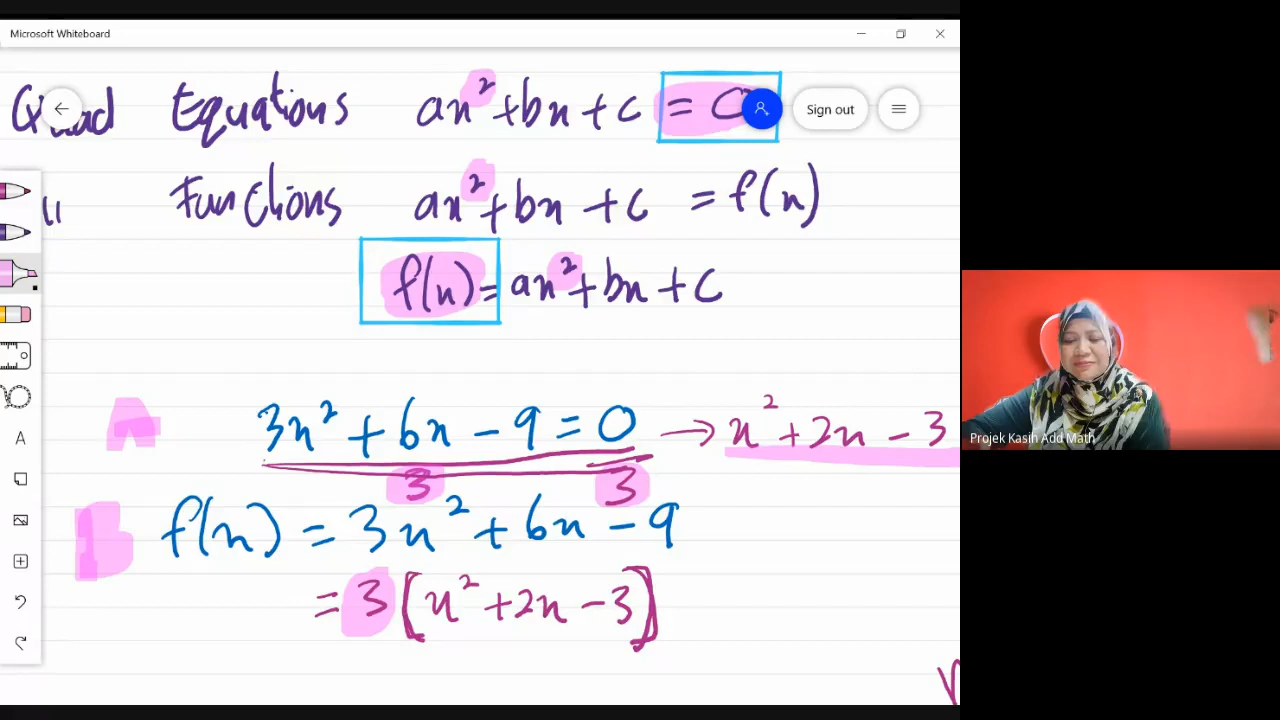 Microsoft Whiteboard
Equations ax²+bx+c = 0
Sign out
" Functions ax²+bx+c = f(x)
f(x) = ax²+bx+c
A 3x²+6x-9=0 → x²+2x-3
3 3
B f(x) = 3x²+6x-9
= 3[x²+2x-3]
A
Projek Kasih Add Math